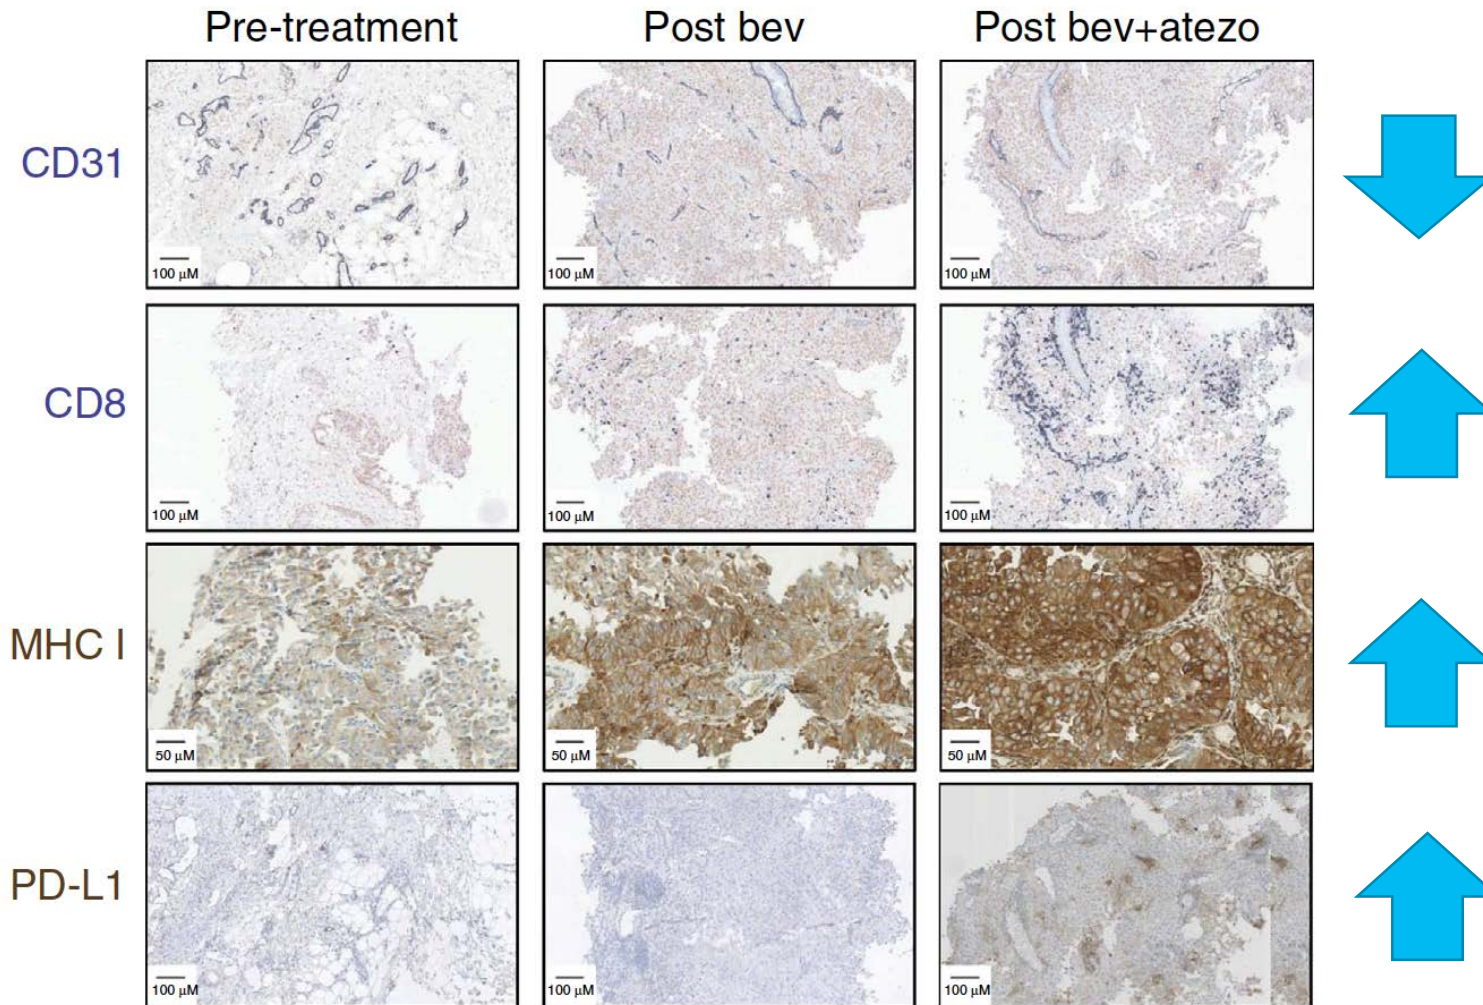 Pre-treatment Post bev Post bev+atezo
CD31
100 µM 100 µM 100 µM
CD8
100 µM 100 µM 100 µM
MHC I
50 µM 50 µM 50 µM
PD-L1
100 µM 100 µM 100 µM